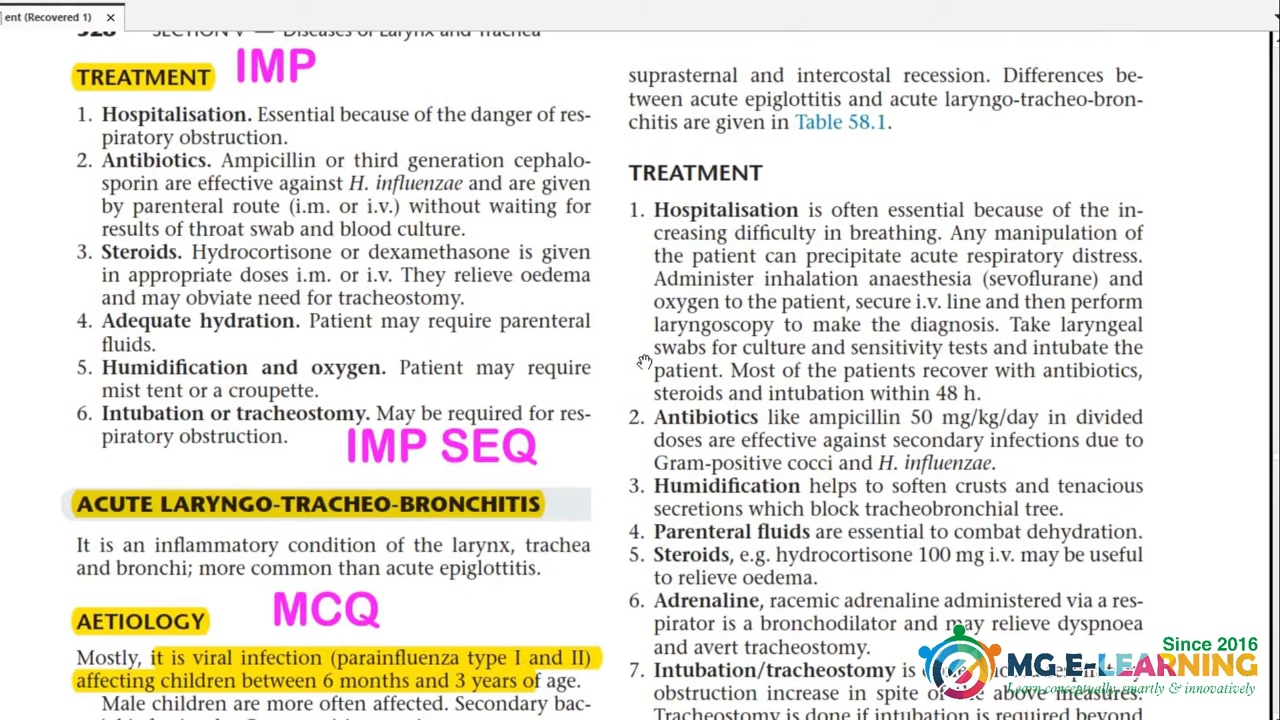 ent (Recovered 1) ×
328 SECTION V — Diseases of Larynx and Trachea
TREATMENT IMP
1. Hospitalisation. Essential because of the danger of res-
piratory obstruction.
2. Antibiotics. Ampicillin or third generation cephalo-
sporin are effective against H. influenzae and are given
by parenteral route (i.m. or i.v.) without waiting for
results of throat swab and blood culture.
3. Steroids. Hydrocortisone or dexamethasone is given
in appropriate doses i.m. or i.v. They relieve oedema
and may obviate need for tracheostomy.
4. Adequate hydration. Patient may require parenteral
fluids.
5. Humidification and oxygen. Patient may require
mist tent or a croupette.
6. Intubation or tracheostomy. May be required for res-
piratory obstruction.
IMP SEQ
ACUTE LARYNGO-TRACHEO-BRONCHITIS
It is an inflammatory condition of the larynx, trachea
and bronchi; more common than acute epiglottitis.
AETIOLOGY MCQ
Mostly, it is viral infection (parainfluenza type I and II)
affecting children between 6 months and 3 years of age.
Male children are more often affected. Secondary bac-
suprasternal and intercostal recession. Differences be-
tween acute epiglottitis and acute laryngo-tracheo-bron-
chitis are given in Table 58.1.
TREATMENT
1. Hospitalisation is often essential because of the in-
creasing difficulty in breathing. Any manipulation of
the patient can precipitate acute respiratory distress.
Administer inhalation anaesthesia (sevoflurane) and
oxygen to the patient, secure i.v. line and then perform
laryngoscopy to make the diagnosis. Take laryngeal
swabs for culture and sensitivity tests and intubate the
patient. Most of the patients recover with antibiotics,
steroids and intubation within 48 h.
2. Antibiotics like ampicillin 50 mg/kg/day in divided
doses are effective against secondary infections due to
Gram-positive cocci and H. influenzae.
3. Humidification helps to soften crusts and tenacious
secretions which block tracheobronchial tree.
4. Parenteral fluids are essential to combat dehydration.
5. Steroids, e.g. hydrocortisone 100 mg i.v. may be useful
to relieve oedema.
6. Adrenaline, racemic adrenaline administered via a res-
pirator is a bronchodilator and may relieve dyspnoea
and avert tracheostomy.
7. Intubation/tracheostomy is
obstruction increase in spite of the above measures.
Tracheostomy is done if intubation is required beyond
Since 2016
MG E-LEARNING
Learn conceptually, smartly & innovatively